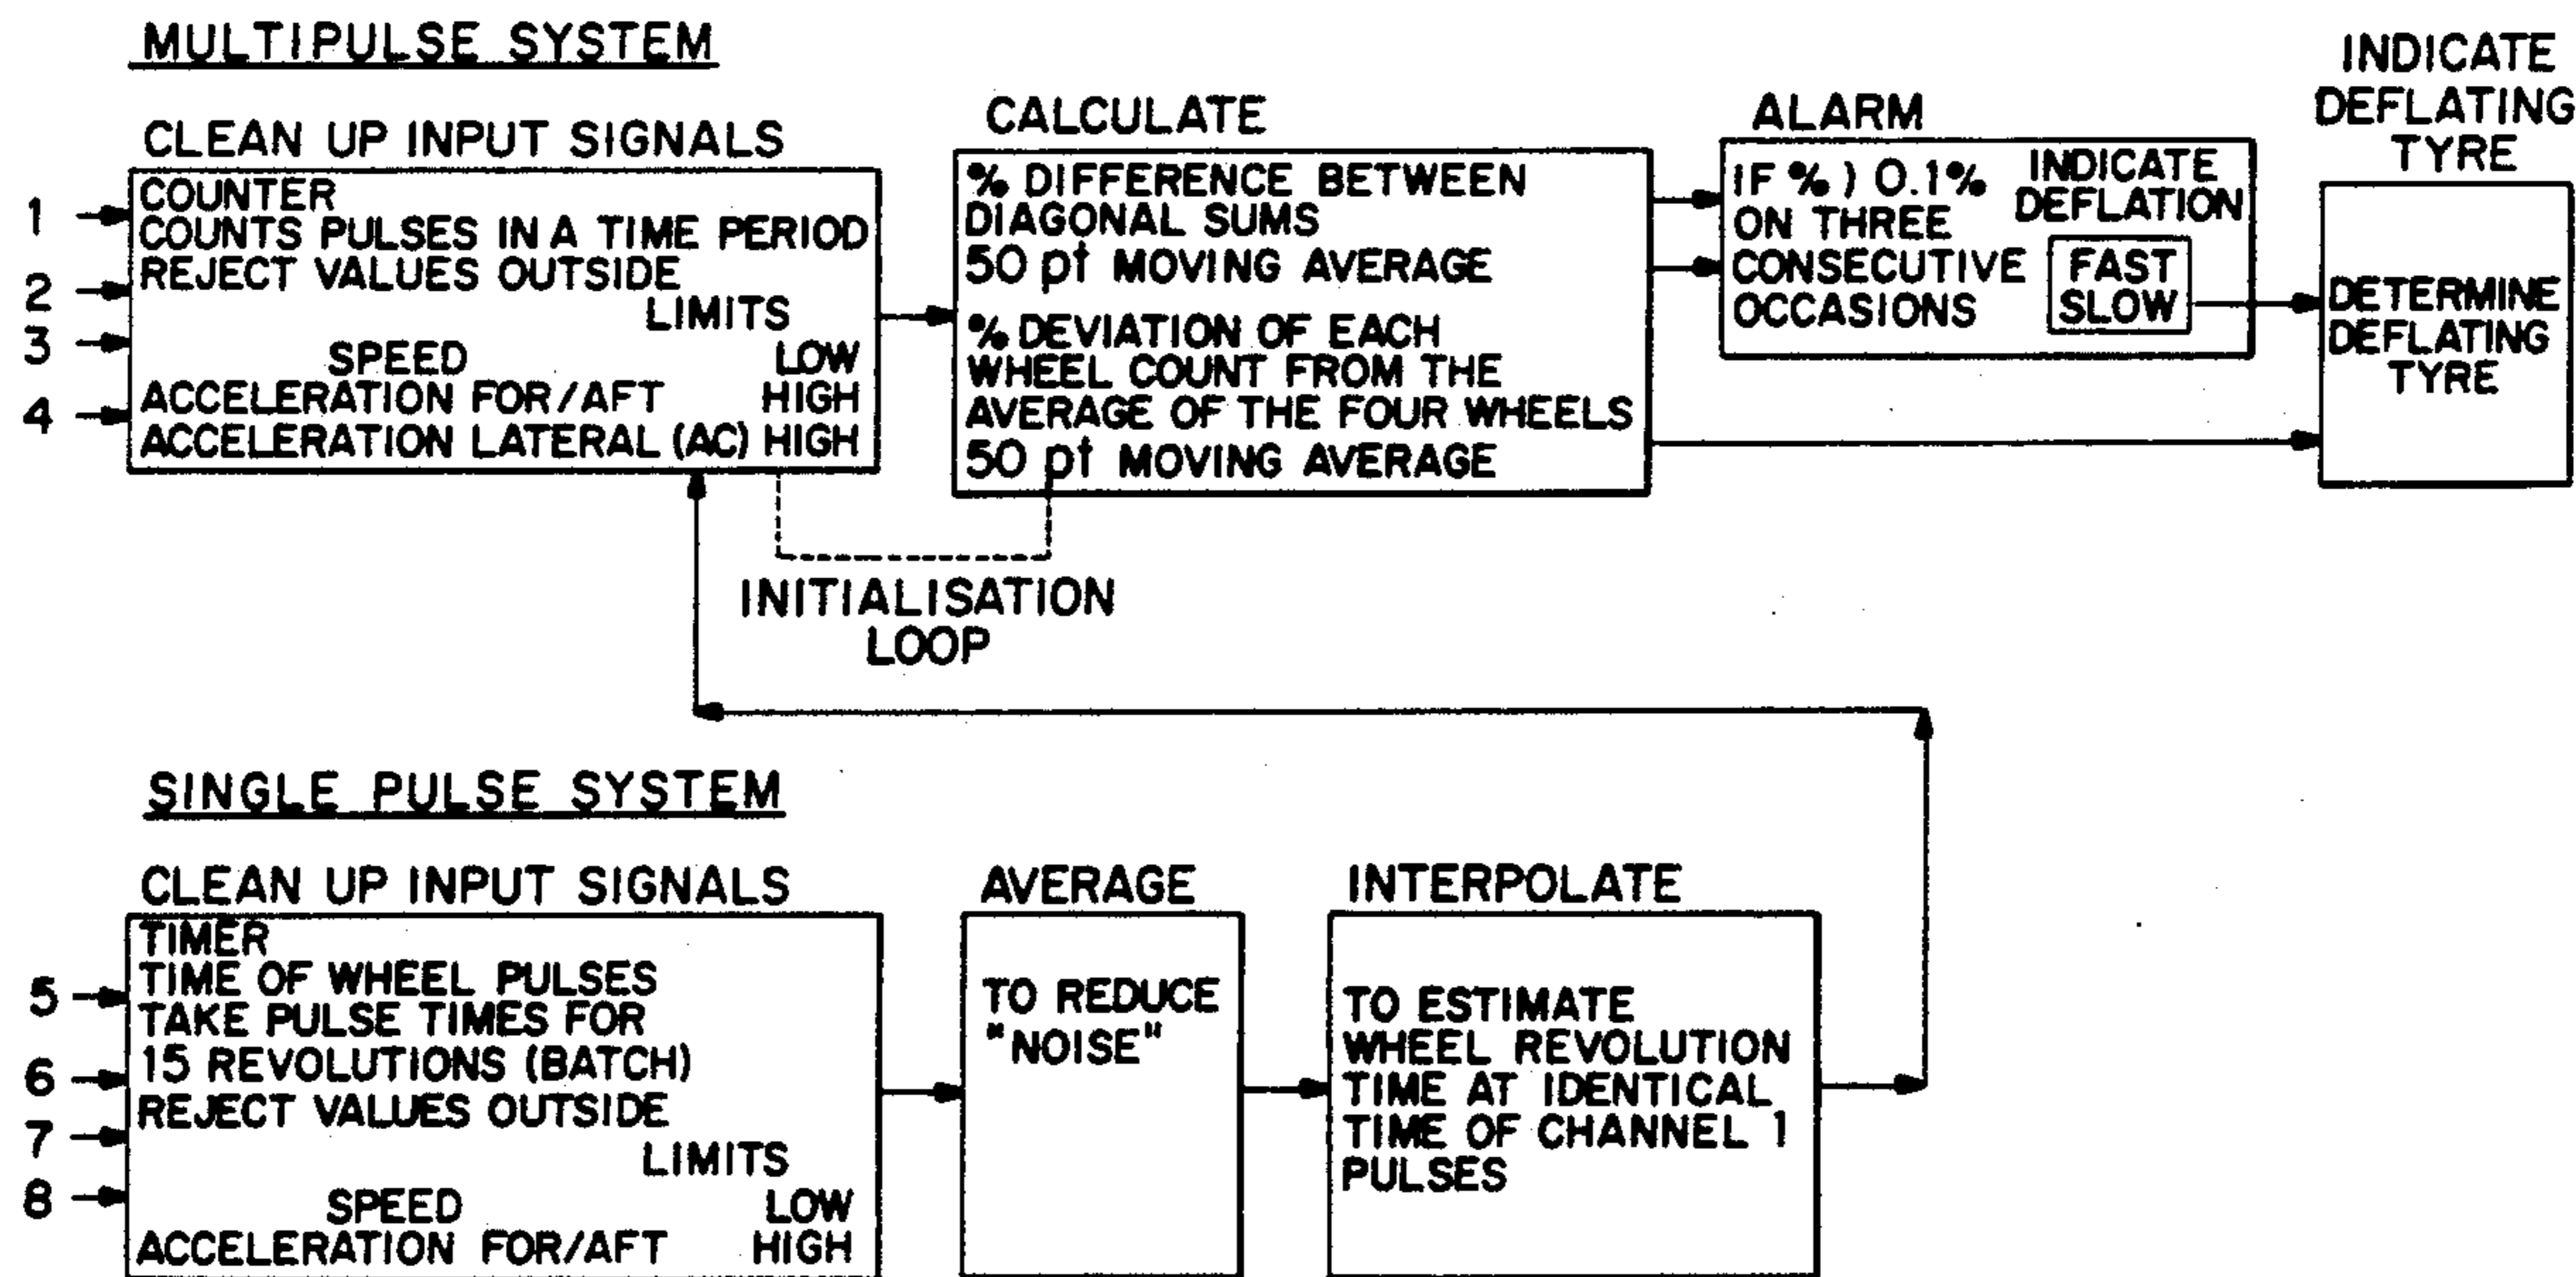 MULTIPULSE SYSTEM
CLEAN UP INPUT SIGNALS
1
2
3
4
COUNTER
COUNTS PULSES IN A TIME PERIOD
REJECT VALUES OUTSIDE
LIMITS
SPEED LOW
ACCELERATION FOR/AFT HIGH
ACCELERATION LATERAL (AC) HIGH
INITIALISATION
LOOP
CALCULATE
% DIFFERENCE BETWEEN
DIAGONAL SUMS
50 pt MOVING AVERAGE
% DEVIATION OF EACH
WHEEL COUNT FROM THE
AVERAGE OF THE FOUR WHEELS
50 pt MOVING AVERAGE
ALARM
IF % ) 0.1%
ON THREE
CONSECUTIVE
OCCASIONS
INDICATE
DEFLATION
FAST
SLOW
INDICATE
DEFLATING
TYRE
DETERMINE
DEFLATING
TYRE
SINGLE PULSE SYSTEM
CLEAN UP INPUT SIGNALS
5
6
7
8
TIMER
TIME OF WHEEL PULSES
TAKE PULSE TIMES FOR
15 REVOLUTIONS (BATCH)
REJECT VALUES OUTSIDE
LIMITS
SPEED LOW
ACCELERATION FOR/AFT HIGH
AVERAGE
TO REDUCE
"NOISE"
INTERPOLATE
TO ESTIMATE
WHEEL REVOLUTION
TIME AT IDENTICAL
TIME OF CHANNEL 1
PULSES